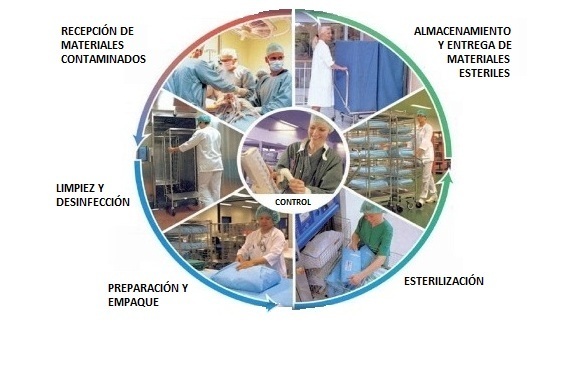 RECEPCIÓN DE
MATERIALES
CONTAMINADOS
ALMACENAMIENTO
Y ENTREGA DE
MATERIALES
ESTERILES
LIMPIEZ Y
DESINFECCIÓN
CONTROL
PREPARACIÓN Y
EMPAQUE
ESTERILIZACIÓN